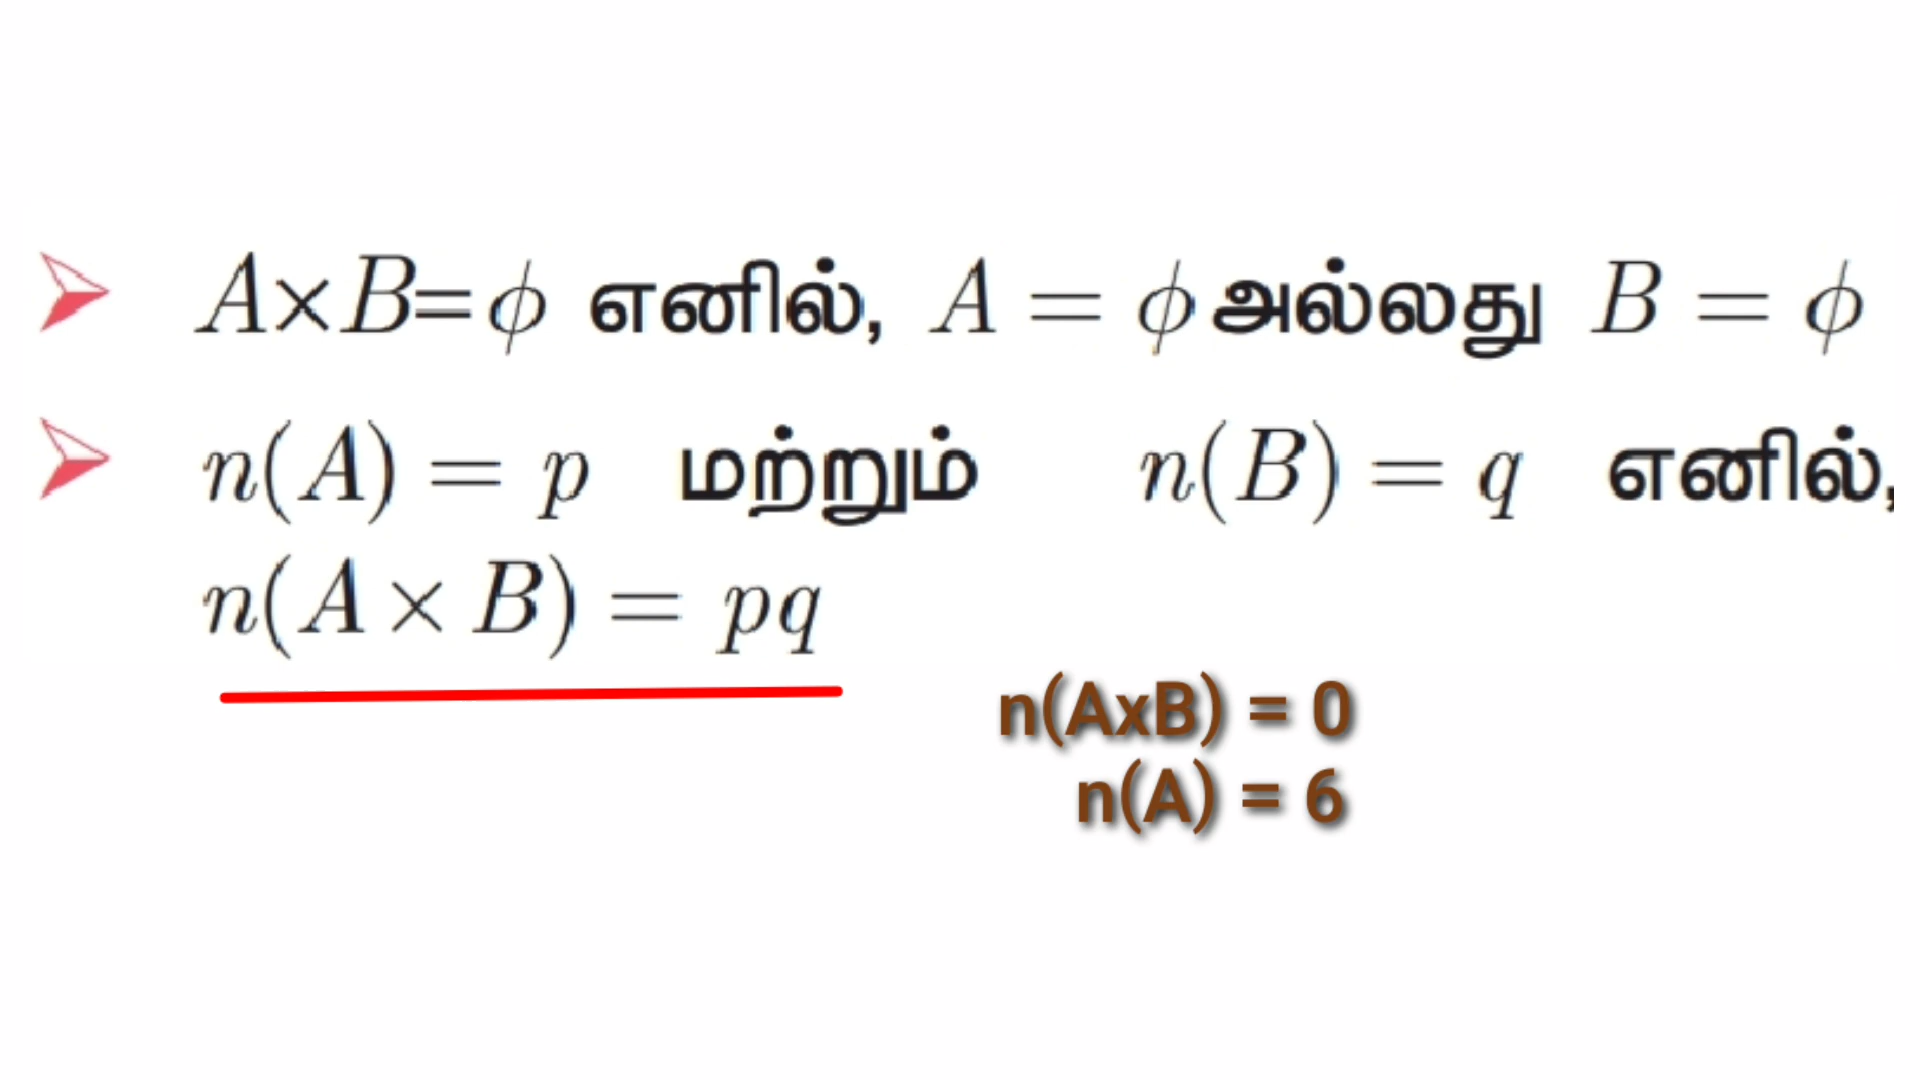 A×B=ϕ எனில், A = ϕ அல்லது B = ϕ
n(A) = p மற்றும் n(B) = q எனில்,
n(A × B) = pq
n(AxB) = 0
n(A) = 6